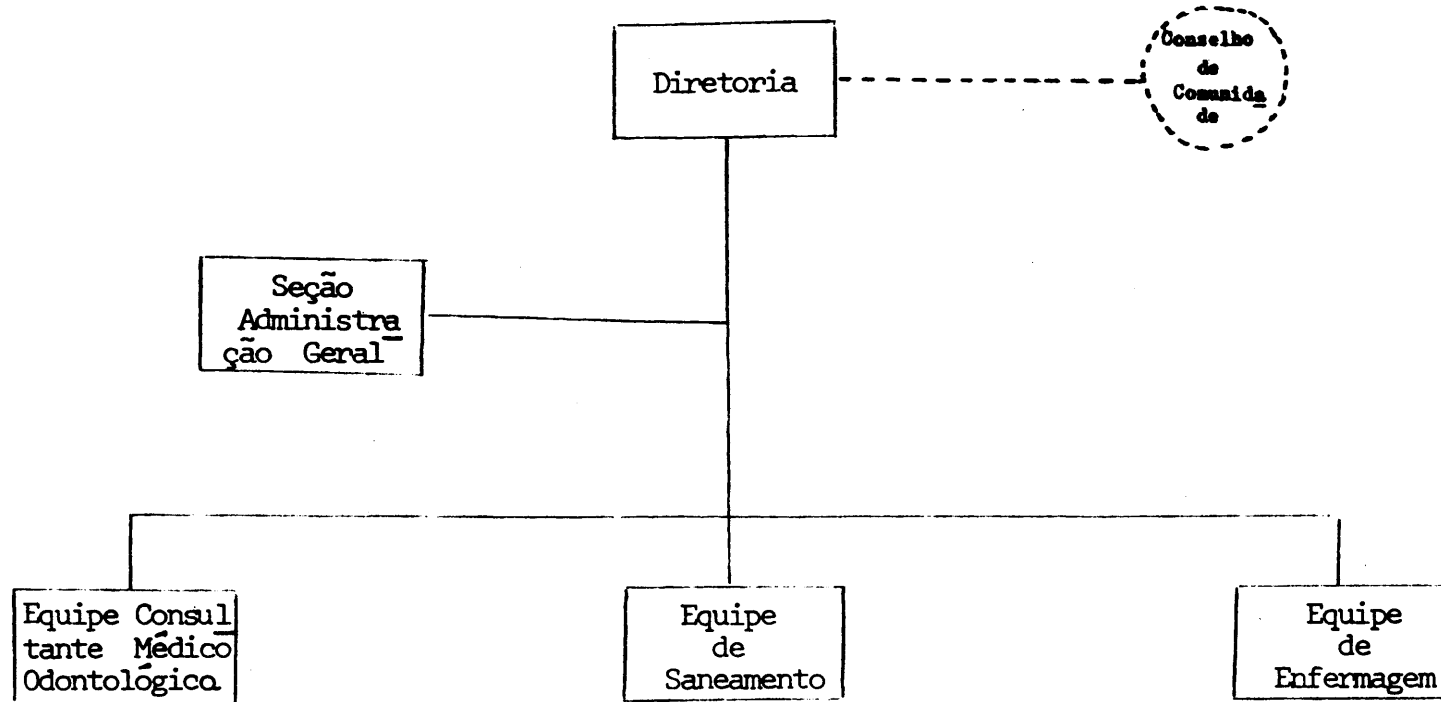 Diretoria
Conselho
de
Comunida
de
Seção
Administra
ção Geral
Equipe Consul
tante Médico
Odontológica
Equipe
de
Saneamento
Equipe
de
Enfermagem